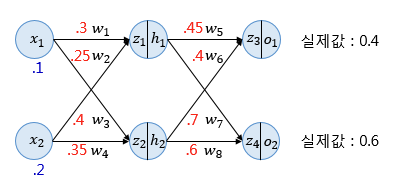 .3 w₁
.45 w₅
x₁
z₁ h₁
z₃ o₁
실제값 : 0.4
.25 w₂
.4 w₆
.1
.4 w₃
.7 w₇
x₂
z₂ h₂
z₄ o₂
실제값 : 0.6
.35 w₄
.6 w₈
.2